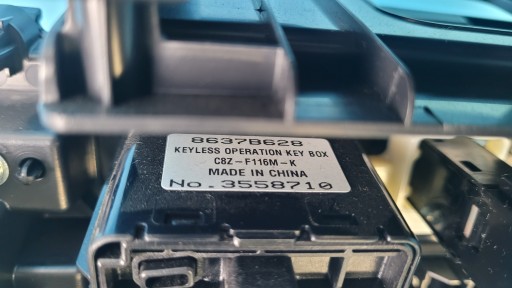 8637B628
KEYLESS OPERATION KEY BOX
C8Z-F116M-K
MADE IN CHINA
No.3558710